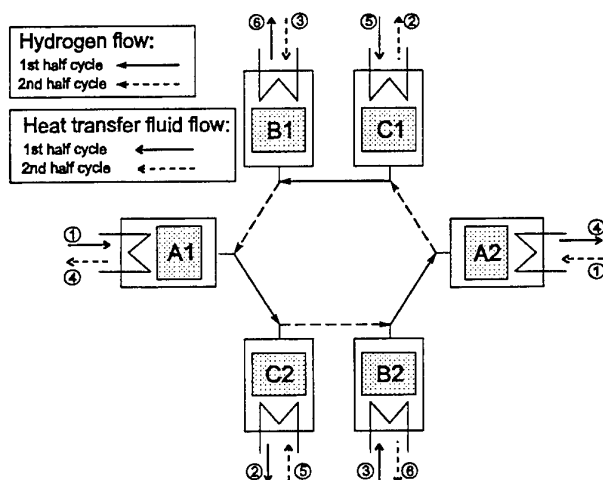 Hydrogen flow:
1st half cycle
2nd half cycle
Heat transfer fluid flow:
1st half cycle
2nd half cycle
⑥ ③ ⑤ ②
B1 C1
① ④
A1 A2
④ ①
C2 B2
② ⑤ ③ ⑥